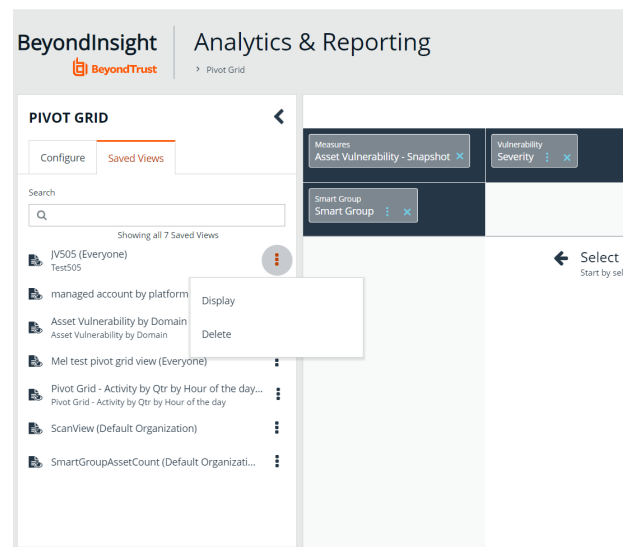 BeyondInsight
BeyondTrust
Analytics & Reporting
> Pivot Grid
PIVOT GRID
Configure
Saved Views
Search
Showing all 7 Saved Views
JV505 (Everyone)
Test505
managed account by platform
Asset Vulnerability by Domain
Asset Vulnerability by Domain
Mel test pivot grid view (Everyone)
Pivot Grid - Activity by Qtr by Hour of the day...
Pivot Grid - Activity by Qtr by Hour of the day
ScanView (Default Organization)
SmartGroupAssetCount (Default Organizati...
Display
Delete
Measures
Asset Vulnerability - Snapshot ×
Vulnerability
Severity ×
Smart Group
Smart Group ×
Select
Start by sel